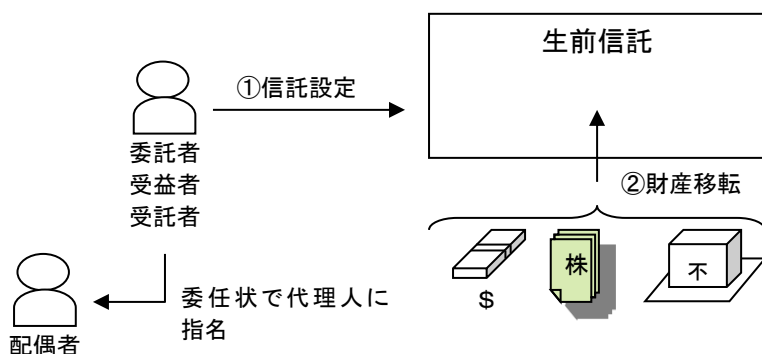 生前信託
①信託設定
委託者
受益者
受託者
②財産移転
株
不
$
委任状で代理人に
指名
配偶者